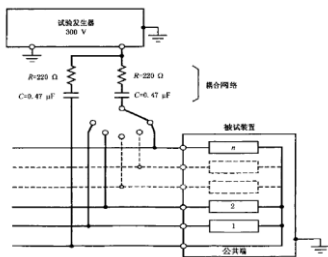 试验发生器
300 V
R=220 Ω
R=220 Ω
C=0.47 μF
C=0.47 μF
耦合网络
被试装置
n
2
1
公共端